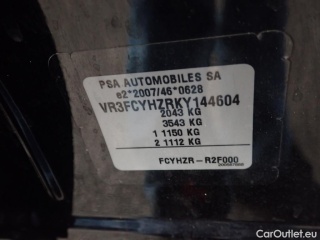 PSA AUTOMOBILES SA
e2*2007/46*0628
VR3FCYHZRKY144604
2043 KG
3543 KG
1 1150 KG
2 1112 KG
FCYHZR-R2F000
CarOutlet.eu